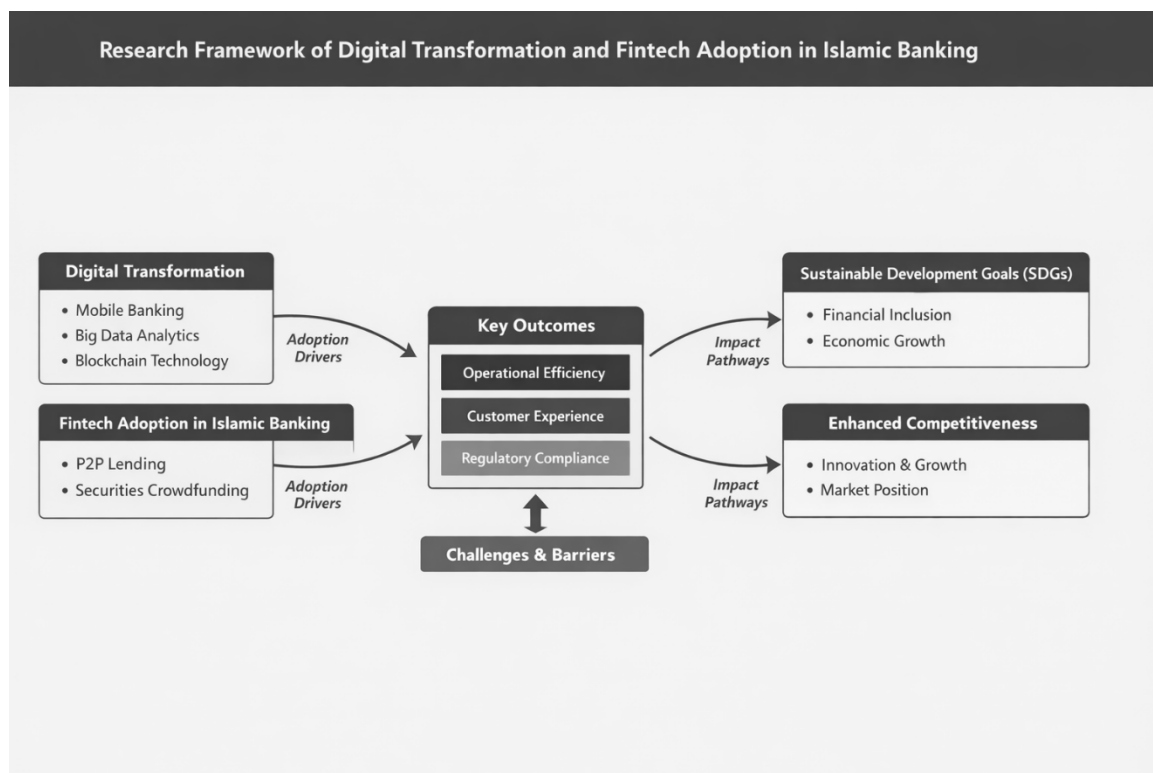 Research Framework of Digital Transformation and Fintech Adoption in Islamic Banking
Digital Transformation
• Mobile Banking
• Big Data Analytics
• Blockchain Technology
Fintech Adoption in Islamic Banking
• P2P Lending
• Securities Crowdfunding
Adoption
Drivers
Adoption
Drivers
Key Outcomes
Operational Efficiency
Customer Experience
Regulatory Compliance
Challenges & Barriers
Impact
Pathways
Impact
Pathways
Sustainable Development Goals (SDGs)
• Financial Inclusion
• Economic Growth
Enhanced Competitiveness
• Innovation & Growth
• Market Position